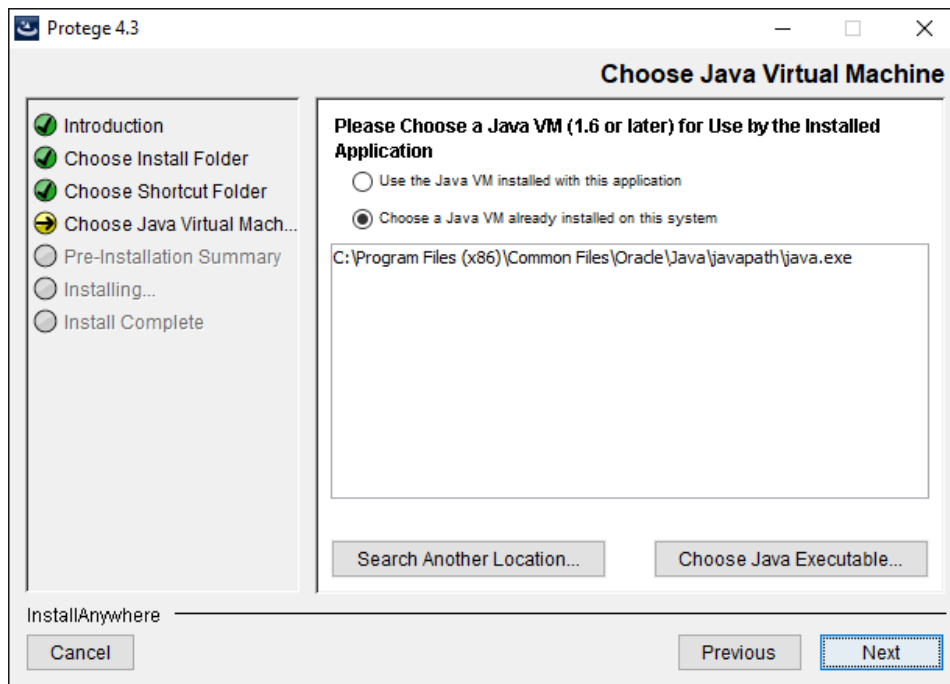 Protege 4.3
Choose Java Virtual Machine
Introduction
Choose Install Folder
Choose Shortcut Folder
Choose Java Virtual Mach...
Pre-Installation Summary
Installing...
Install Complete
Please Choose a Java VM (1.6 or later) for Use by the Installed
Application
Use the Java VM installed with this application
Choose a Java VM already installed on this system
C:\Program Files (x86)\Common Files\Oracle\Java\javapath\java.exe
Search Another Location...
Choose Java Executable...
InstallAnywhere
Cancel
Previous
Next